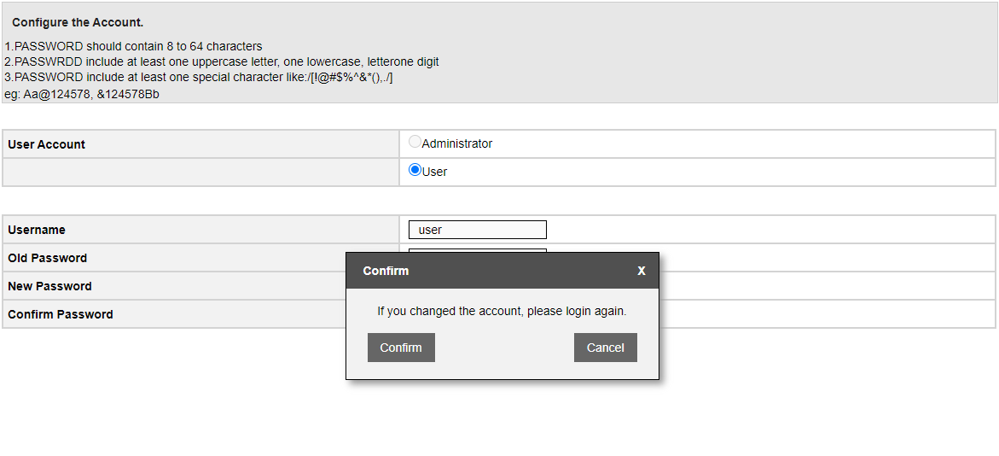 Configure the Account.
1.PASSWORD should contain 8 to 64 characters
2.PASSWRDD include at least one uppercase letter, one lowercase, letterone digit
3.PASSWORD include at least one special character like:/[!@#$%^&*(),./]
eg: Aa@124578, &124578Bb
User Account
Administrator
User
Username
user
Old Password
New Password
Confirm Password
Confirm
X
If you changed the account, please login again.
Confirm
Cancel